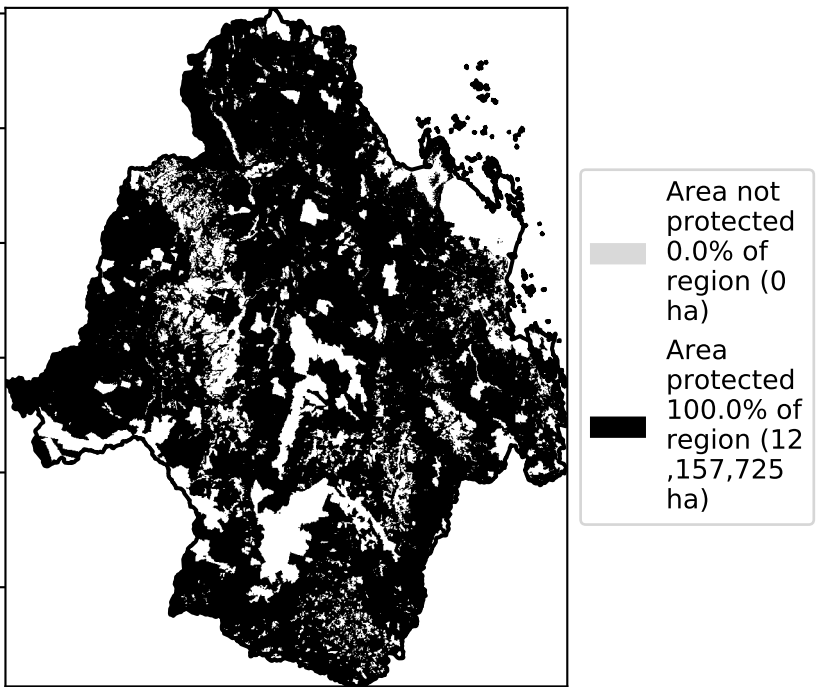 Area not
protected
0.0% of
region (0
ha)
Area
protected
100.0% of
region (12
,157,725
ha)